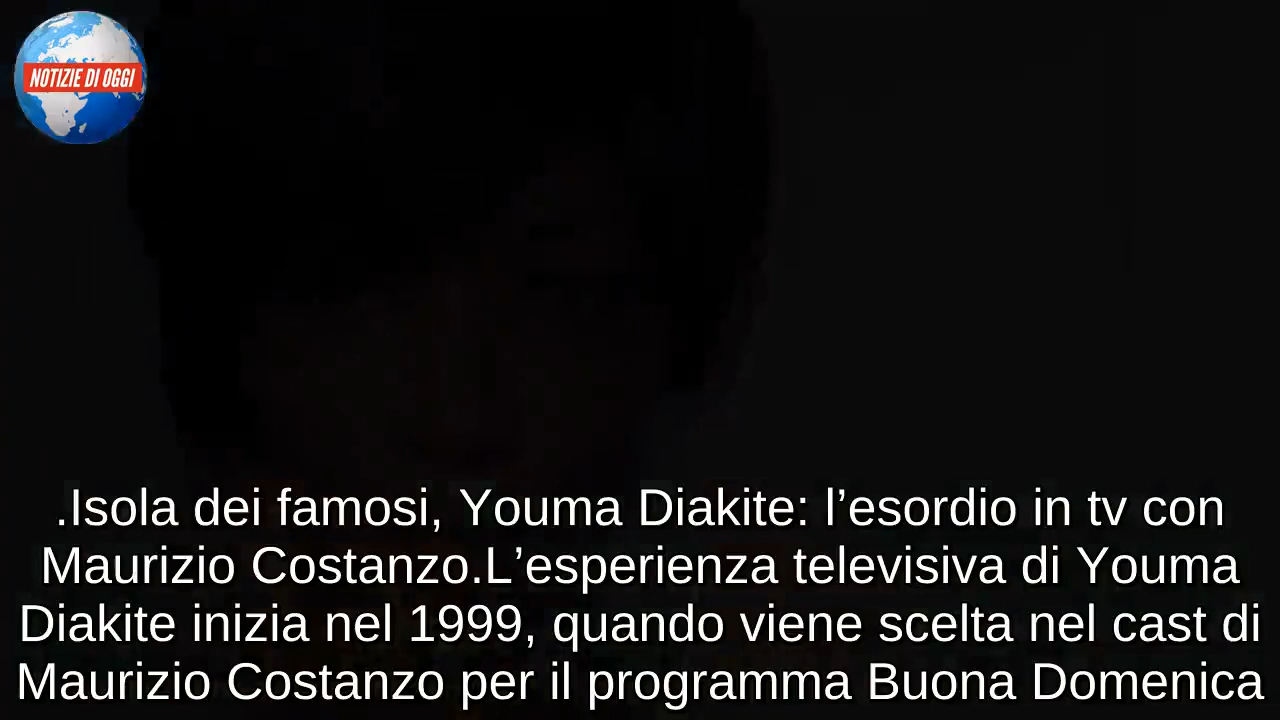 NOTIZIE DI OGGI
.Isola dei famosi, Youma Diakite: l’esordio in tv con
Maurizio Costanzo.L’esperienza televisiva di Youma
Diakite inizia nel 1999, quando viene scelta nel cast di
Maurizio Costanzo per il programma Buona Domenica